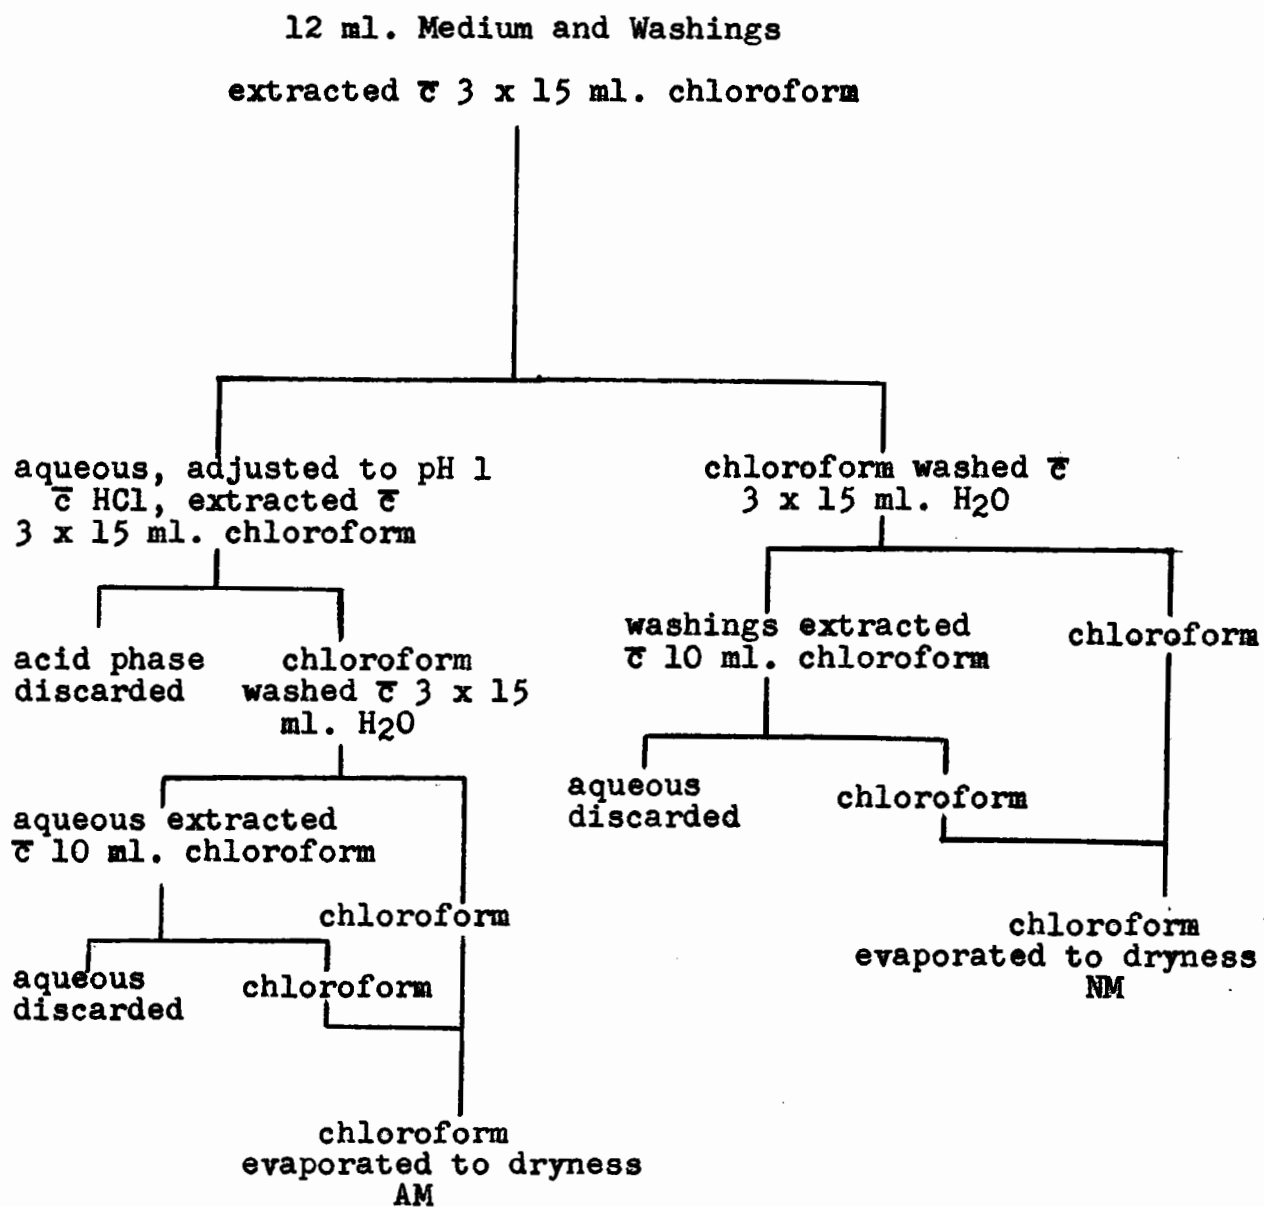 12 ml. Medium and Washings
extracted c̅ 3 x 15 ml. chloroform
aqueous, adjusted to pH 1
c̅ HCl, extracted c̅
3 x 15 ml. chloroform
chloroform washed c̅
3 x 15 ml. H2O
acid phase
discarded
chloroform
washed c̅ 3 x 15
ml. H2O
washings extracted
c̅ 10 ml. chloroform
chloroform
aqueous extracted
c̅ 10 ml. chloroform
aqueous
discarded
chloroform
chloroform
aqueous
discarded
chloroform
chloroform
evaporated to dryness
NM
chloroform
evaporated to dryness
AM